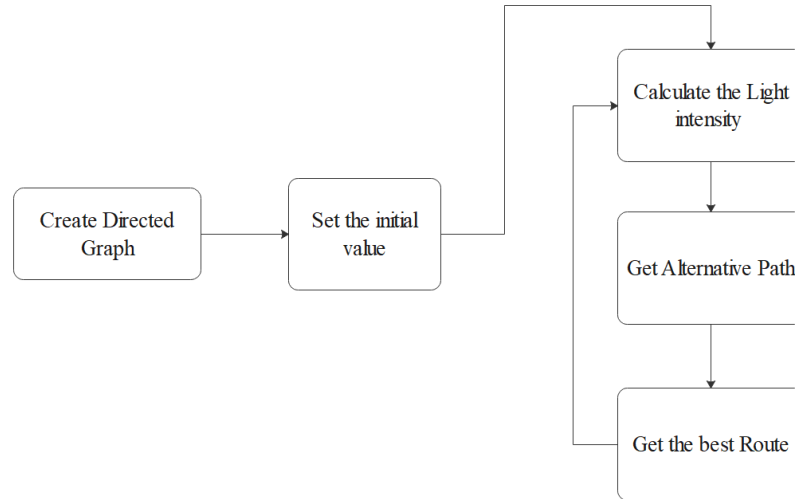 Create Directed
Graph
Set the initial
value
Calculate the Light
intensity
Get Alternative Path
Get the best Route